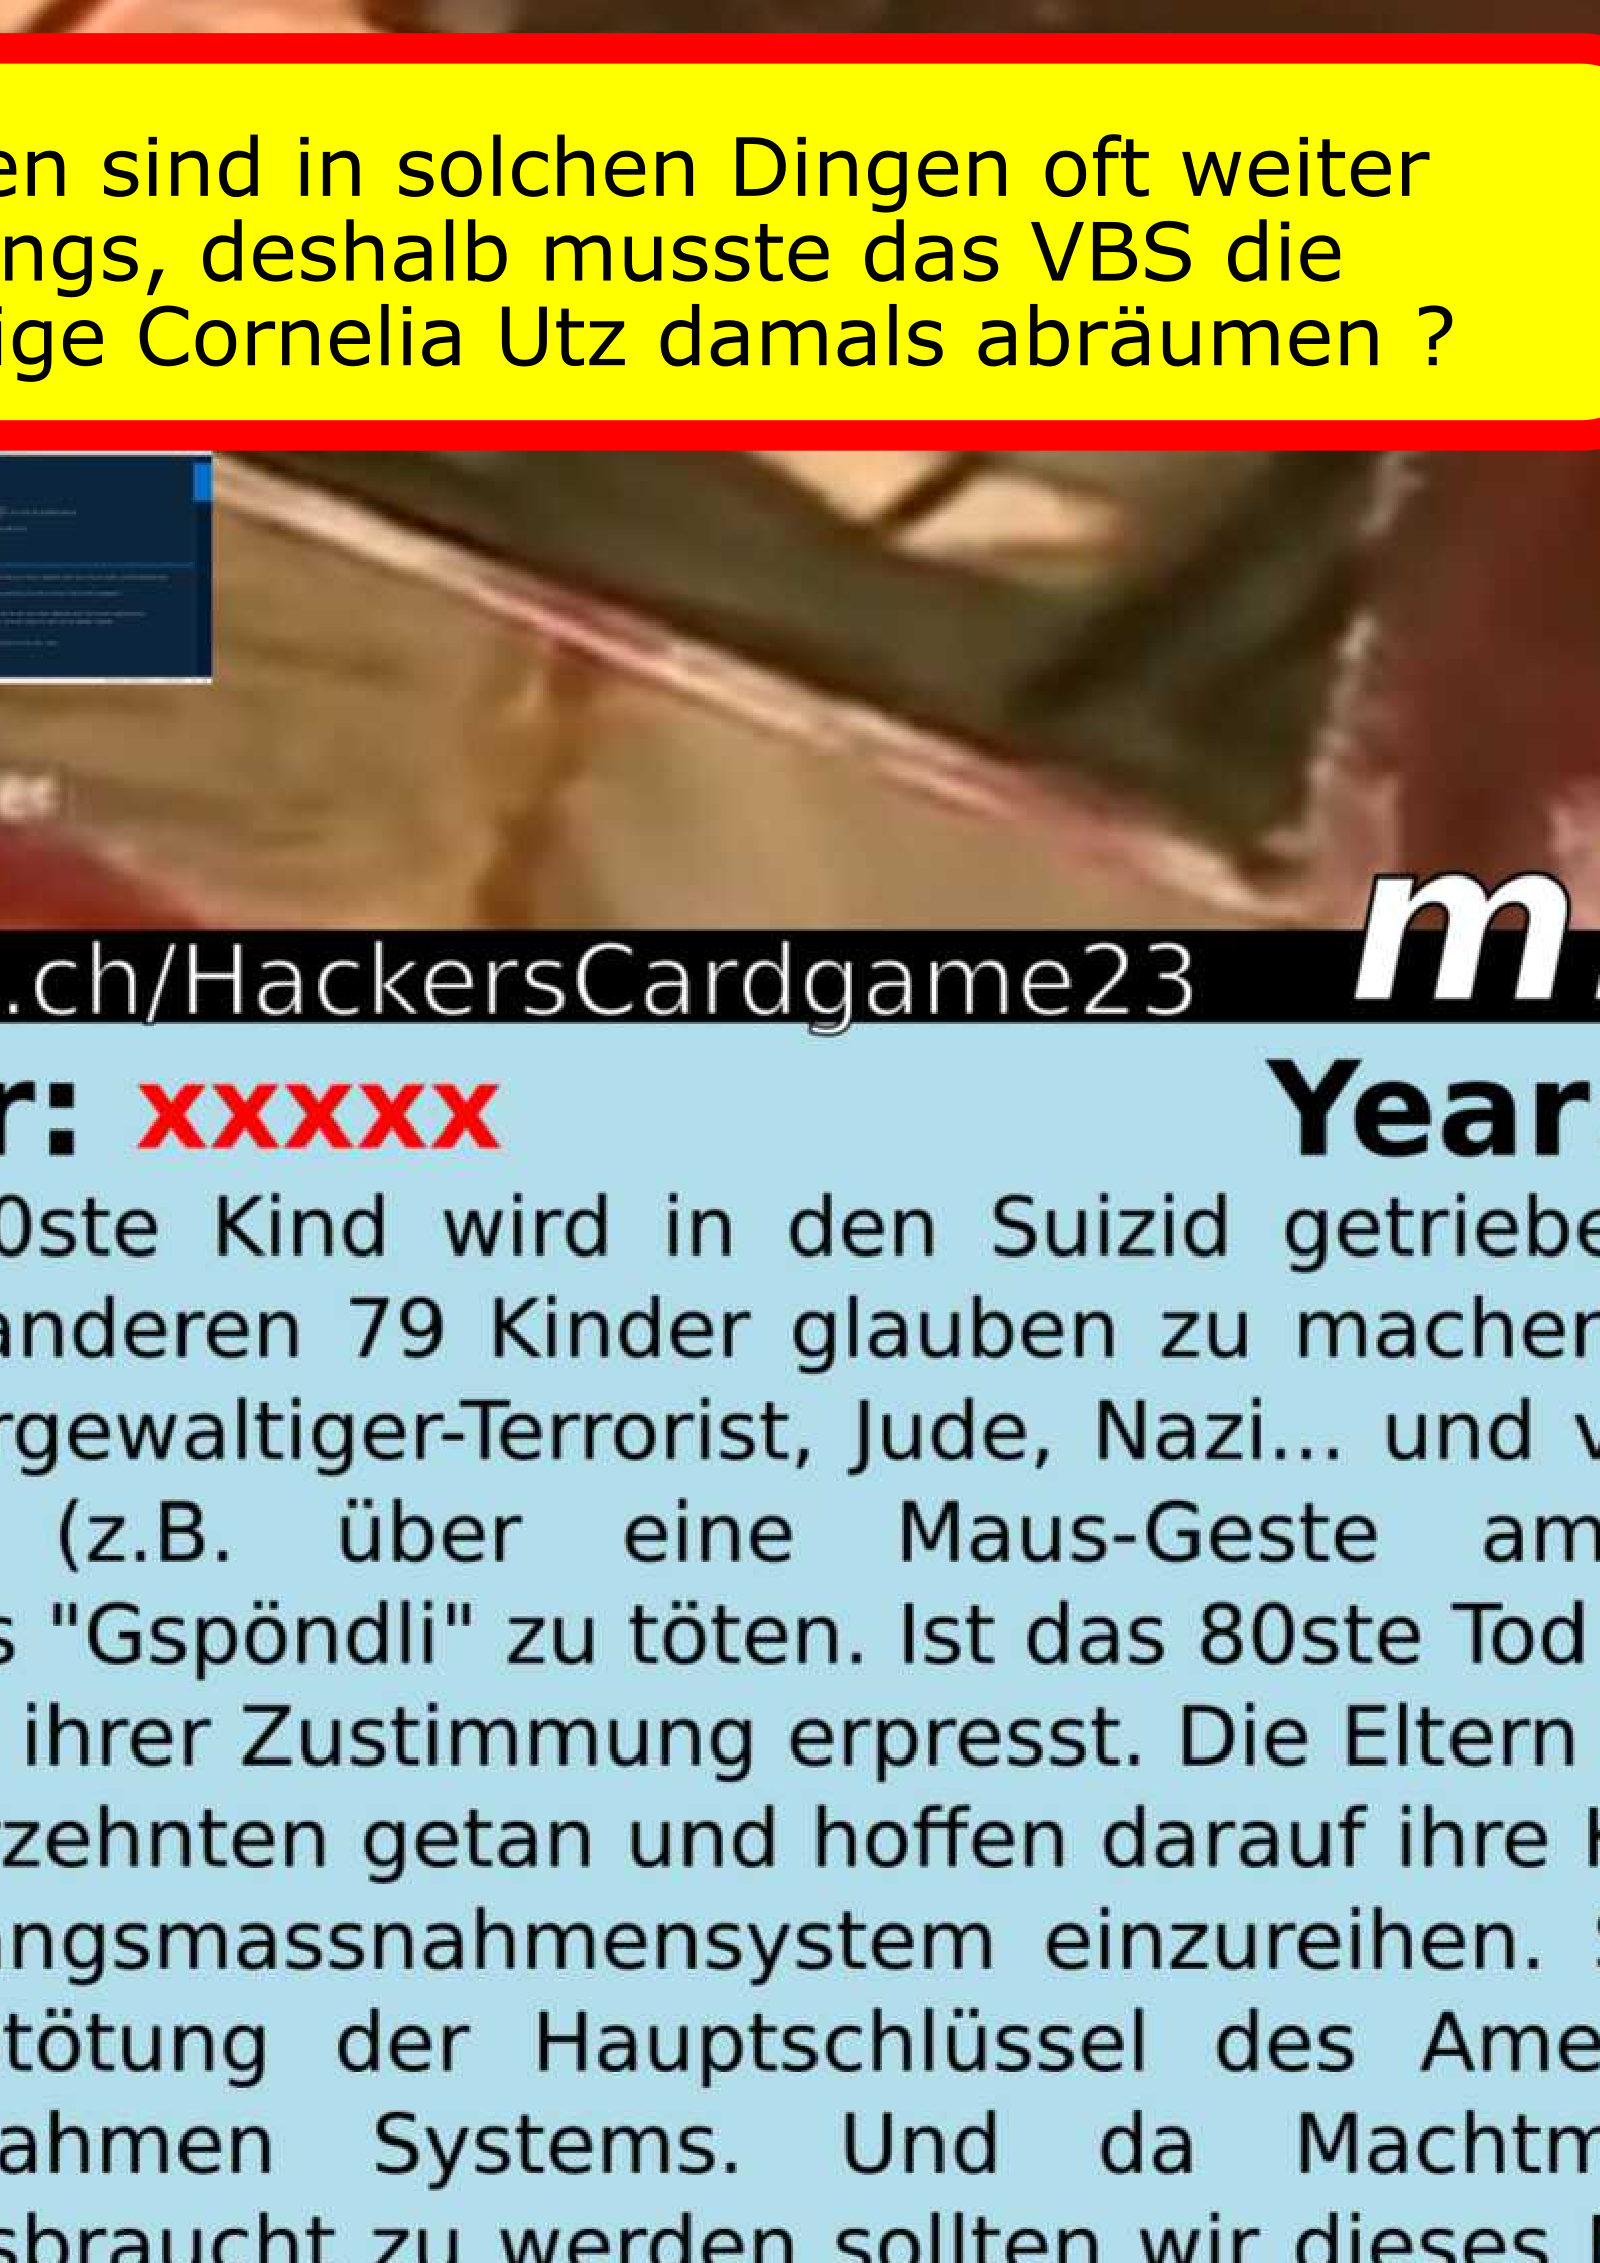 en sind in solchen Dingen oft weiter
ngs, deshalb musste das VBS die
ige Cornelia Utz damals abräumen ?
er
m
.ch/HackersCardgame23
r: xxxxx Year
0ste Kind wird in den Suizid getriebe
anderen 79 Kinder glauben zu machen
rgewaltiger-Terrorist, Jude, Nazi... und v
(z.B. über eine Maus-Geste am
s "Gspöndli" zu töten. Ist das 80ste Tod
ihrer Zustimmung erpresst. Die Eltern
rzehnten getan und hoffen darauf ihre K
angsmassnahmensystem einzureihen. S
tötung der Hauptschlüssel des Ame
ahmen Systems. Und da Machtm
sbraucht zu werden sollten wir dieses